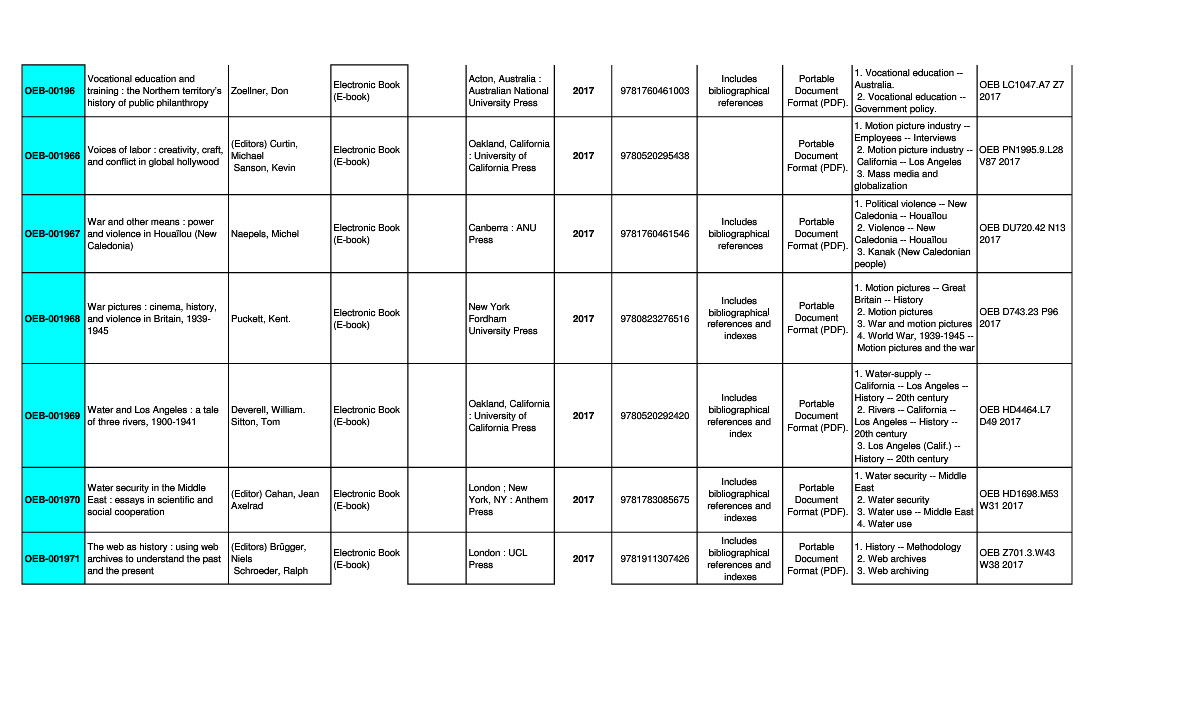 OEB-00196
Vocational education and
training : the Northern territory's
history of public philanthropy
Zoellner, Don
Electronic Book
(E-book)
Acton, Australia :
Australian National
University Press
2017
9781760461003
Includes
bibliographical
references
Portable
Document
Format (PDF).
1. Vocational education --
Australia.
2. Vocational education --
Government policy.
OEB LC1047.A7 Z7
2017
OEB-001966
Voices of labor : creativity, craft,
and conflict in global hollywood
(Editors) Curtin,
Michael
Sanson, Kevin
Electronic Book
(E-book)
Oakland, California
: University of
California Press
2017
9780520295438
Portable
Document
Format (PDF).
1. Motion picture industry --
Employees -- Interviews
2. Motion picture industry --
California -- Los Angeles
3. Mass media and
globalization
OEB PN1995.9.L28
V87 2017
OEB-001967
War and other means : power
and violence in Houaïlou (New
Caledonia)
Naepels, Michel
Electronic Book
(E-book)
Canberra : ANU
Press
2017
9781760461546
Includes
bibliographical
references
Portable
Document
Format (PDF).
1. Political violence -- New
Caledonia -- Houaïlou
2. Violence -- New
Caledonia -- Houaïlou
3. Kanak (New Caledonian
people)
OEB DU720.42 N13
2017
OEB-001968
War pictures : cinema, history,
and violence in Britain, 1939-
1945
Puckett, Kent.
Electronic Book
(E-book)
New York
Fordham
University Press
2017
9780823276516
Includes
bibliographical
references and
indexes
Portable
Document
Format (PDF).
1. Motion pictures -- Great
Britain -- History
2. Motion pictures
3. War and motion pictures
4. World War, 1939-1945 --
Motion pictures and the war
OEB D743.23 P96
2017
OEB-001969
Water and Los Angeles : a tale
of three rivers, 1900-1941
Deverell, William.
Sitton, Tom
Electronic Book
(E-book)
Oakland, California
: University of
California Press
2017
9780520292420
Includes
bibliographical
references and
index
Portable
Document
Format (PDF).
1. Water-supply --
California -- Los Angeles --
History -- 20th century
2. Rivers -- California --
Los Angeles -- History --
20th century
3. Los Angeles (Calif.) --
History -- 20th century
OEB HD4464.L7
D49 2017
OEB-001970
Water security in the Middle
East : essays in scientific and
social cooperation
(Editor) Cahan, Jean
Axelrad
Electronic Book
(E-book)
London ; New
York, NY : Anthem
Press
2017
9781783085675
Includes
bibliographical
references and
indexes
Portable
Document
Format (PDF).
1. Water security -- Middle
East
2. Water security
3. Water use -- Middle East
4. Water use
OEB HD1698.M53
W31 2017
OEB-001971
The web as history : using web
archives to understand the past
and the present
(Editors) Brügger,
Niels
Schroeder, Ralph
Electronic Book
(E-book)
London : UCL
Press
2017
9781911307426
Includes
bibliographical
references and
indexes
Portable
Document
Format (PDF).
1. History -- Methodology
2. Web archives
3. Web archiving
OEB Z701.3.W43
W38 2017